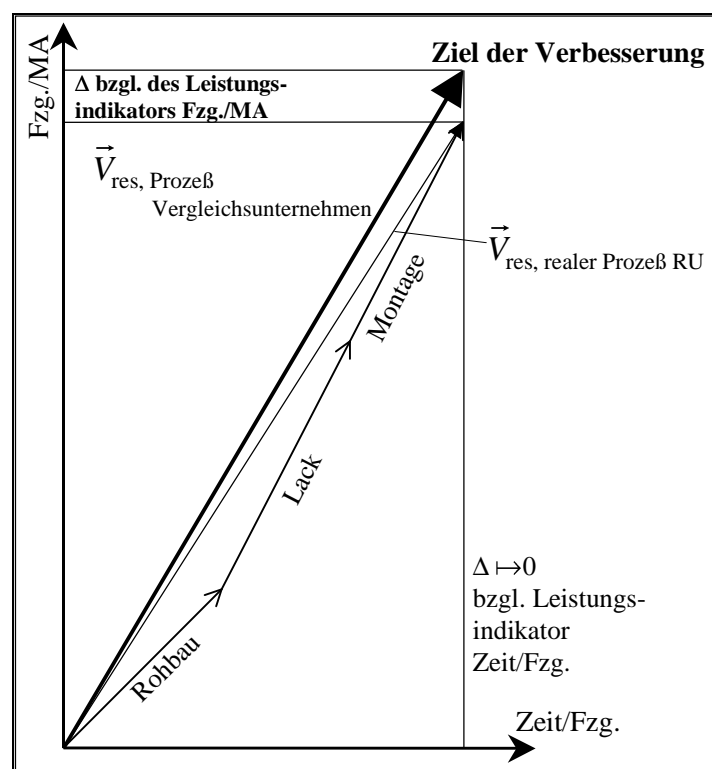 Fzg./MA
Ziel der Verbesserung
Δ bzgl. des Leistungs-
indikators Fzg./MA
V⃗res, Prozeß
Vergleichsunternehmen
V⃗res, realer Prozeß RU
Montage
Lack
Rohbau
Δ ↦0
bzgl. Leistungs-
indikator
Zeit/Fzg.
Zeit/Fzg.